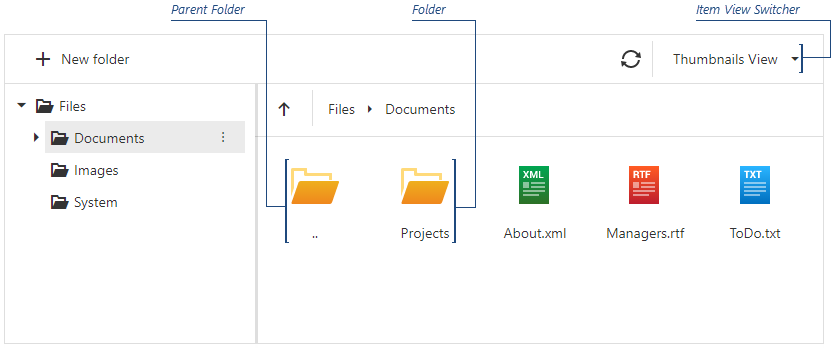 Parent Folder
Folder
Item View Switcher
New folder
Thumbnails View
Files
Documents
Images
System
Files Documents
XML
RTF
TXT
..
Projects
About.xml
Managers.rtf
ToDo.txt